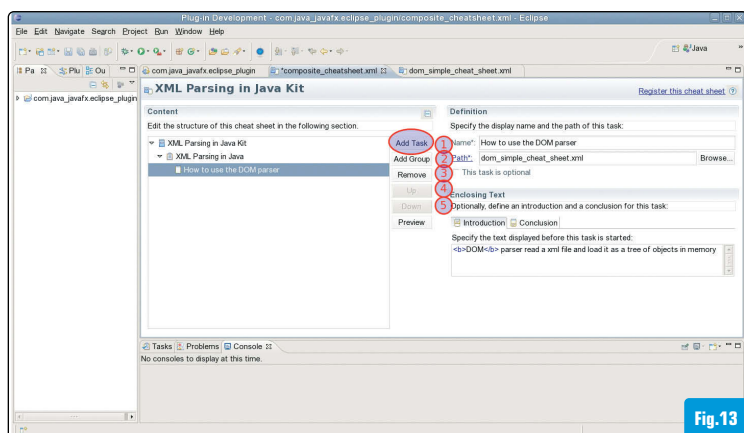 Plug-in Development - com.java_javafx.eclipse_plugin/composite_cheatsheet.xml - Eclipse
File Edit Navigate Search Project Run Window Help
Java
»
Pa Plu Ou
com.java_javafx.eclipse_plugin *composite_cheatsheet.xml dom_simple_cheat_sheet.xml
com.java_javafx.eclipse_plugin
XML Parsing in Java Kit
Register this cheat sheet
Content
Edit the structure of this cheat sheet in the following section.
XML Parsing in Java Kit
XML Parsing in Java
How to use the DOM parser
Add Task
Add Group
Remove
Up
Down
Preview
1
2
3
4
5
Definition
Specify the display name and the path of this task:
Name*: How to use the DOM parser
Path*: dom_simple_cheat_sheet.xml Browse...
This task is optional
Enclosing Text
Optionally, define an introduction and a conclusion for this task:
Introduction Conclusion
Specify the text displayed before this task is started:
<b>DOM</b> parser read a xml file and load it as a tree of objects in memory
Tasks Problems Console
No consoles to display at this time.
Fig.13